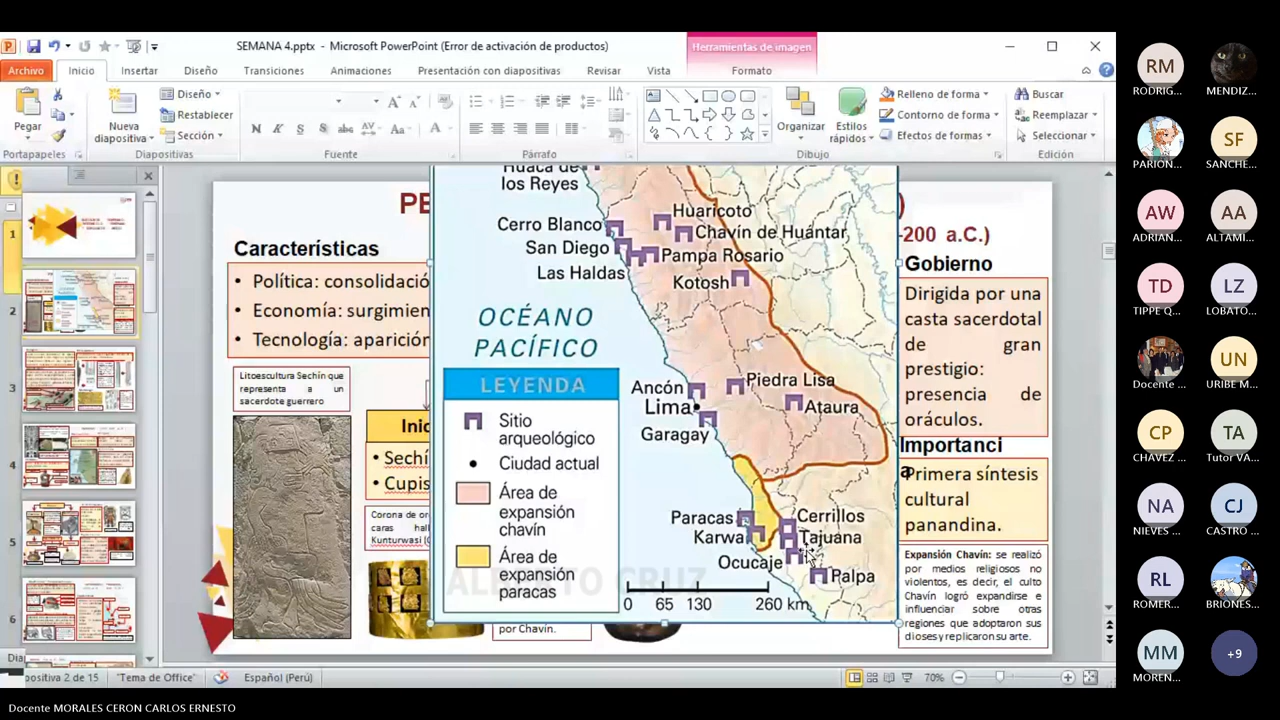 SEMANA 4.pptx - Microsoft PowerPoint (Error de activación de productos)
Herramientas de imagen
Archivo
Inicio
Insertar
Diseño
Transiciones
Animaciones
Presentación con diapositivas
Revisar
Vista
Formato
Pegar
Nueva
diapositiva
Diseño
Restablecer
Sección
Organizar
Estilos
rápidos
Relleno de forma
Contorno de forma
Efectos de formas
Buscar
Reemplazar
Seleccionar
Portapapeles
Diapositivas
Fuente
Párrafo
Dibujo
Edición
1
2
3
4
5
6
PE
)
-200 a.C.)
Características
• Política: consolidació
• Economía: surgimien
• Tecnología: aparición
Litoescultura Sechín que
representa a un
sacerdote guerrero
Inic
• Sechí
• Cupis
Corona de or
caras hall
Kunturwasi (
por Chavín.
Huaca de
los Reyes
Cerro Blanco
San Diego
Las Haldas
Huaricoto
Chavín de Huántar
Pampa Rosario
Kotosh
OCÉANO
PACÍFICO
Ancón
Lima
Garagay
Piedra Lisa
Ataura
Paracas
Karwa
Ocucaje
Cerrillos
Tajuana
Palpa
0 65 130 260 km
LEYENDA
Sitio
arqueológico
Ciudad actual
Área de
expansión
chavín
Área de
expansión
paracas
ALBERTO CRUZ
Gobierno
Dirigida por una
casta sacerdotal
de gran
prestigio:
presencia de
oráculos.
Importanci
a
Primera síntesis
cultural
panandina.
Expansión Chavín: se realizó
por medios religiosos no
violentos, es decir, el culto
Chavín logró expandirse e
influenciar sobre otras
regiones que adoptaron sus
dioses y replicaron su arte.
positiva 2 de 15
"Tema de Office"
Español (Perú)
70%
Docente MORALES CERON CARLOS ERNESTO
RM
RODRIG...
MENDIZ...
PARION...
SF
SANCHE...
AW
ADRIAN...
AA
ALTAMI...
TD
TIPPE Q...
LZ
LOBATO...
Docente ...
UN
URIBE M...
CP
CHAVEZ ...
TA
Tutor VA...
NA
NIEVES ...
CJ
CASTRO ...
RL
ROMER...
BRIONES...
MM
MOREN...
+9